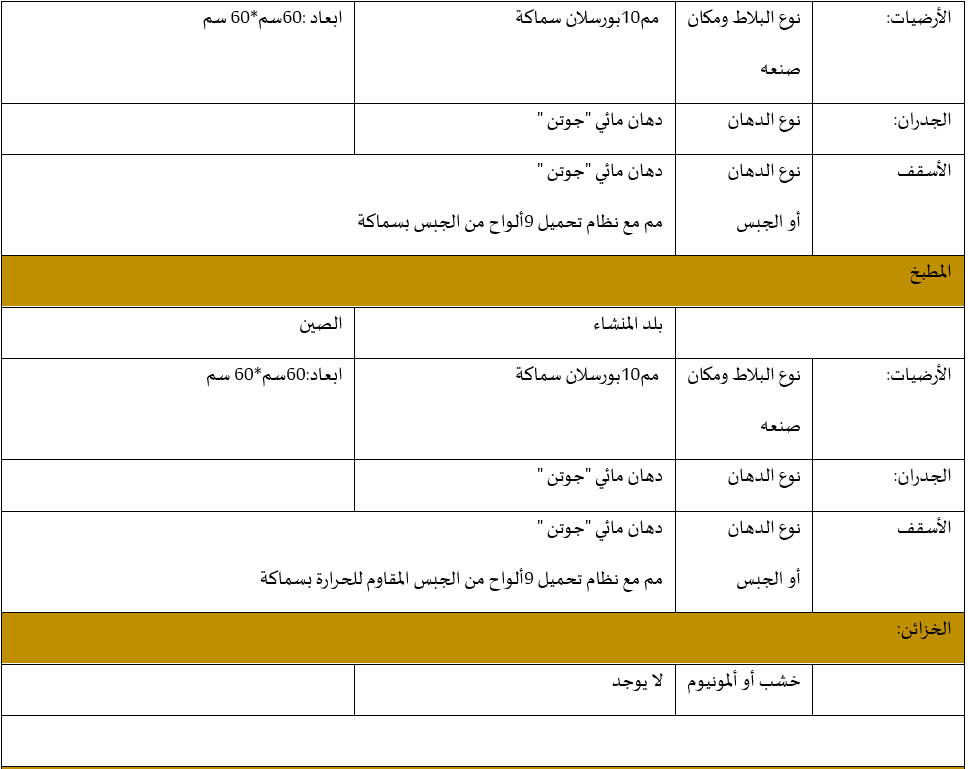 الأرضيات: نوع البلاط ومكان مم10بورسلان سماكة ابعاد :60سم*60 سم
صنعه
الجدران: نوع الدهان دهان مائي "جوتن "
الأسقف نوع الدهان دهان مائي "جوتن "
أو الجبس مم مع نظام تحميل 9ألواح من الجبس بسماكة
المطبخ
بلد المنشاء الصين
الأرضيات: نوع البلاط ومكان مم10بورسلان سماكة ابعاد:60سم*60 سم
صنعه
الجدران: نوع الدهان دهان مائي "جوتن "
الأسقف نوع الدهان دهان مائي "جوتن "
أو الجبس مم مع نظام تحميل 9ألواح من الجبس المقاوم للحرارة بسماكة
الخزائن:
خشب أو ألمونيوم لا يوجد